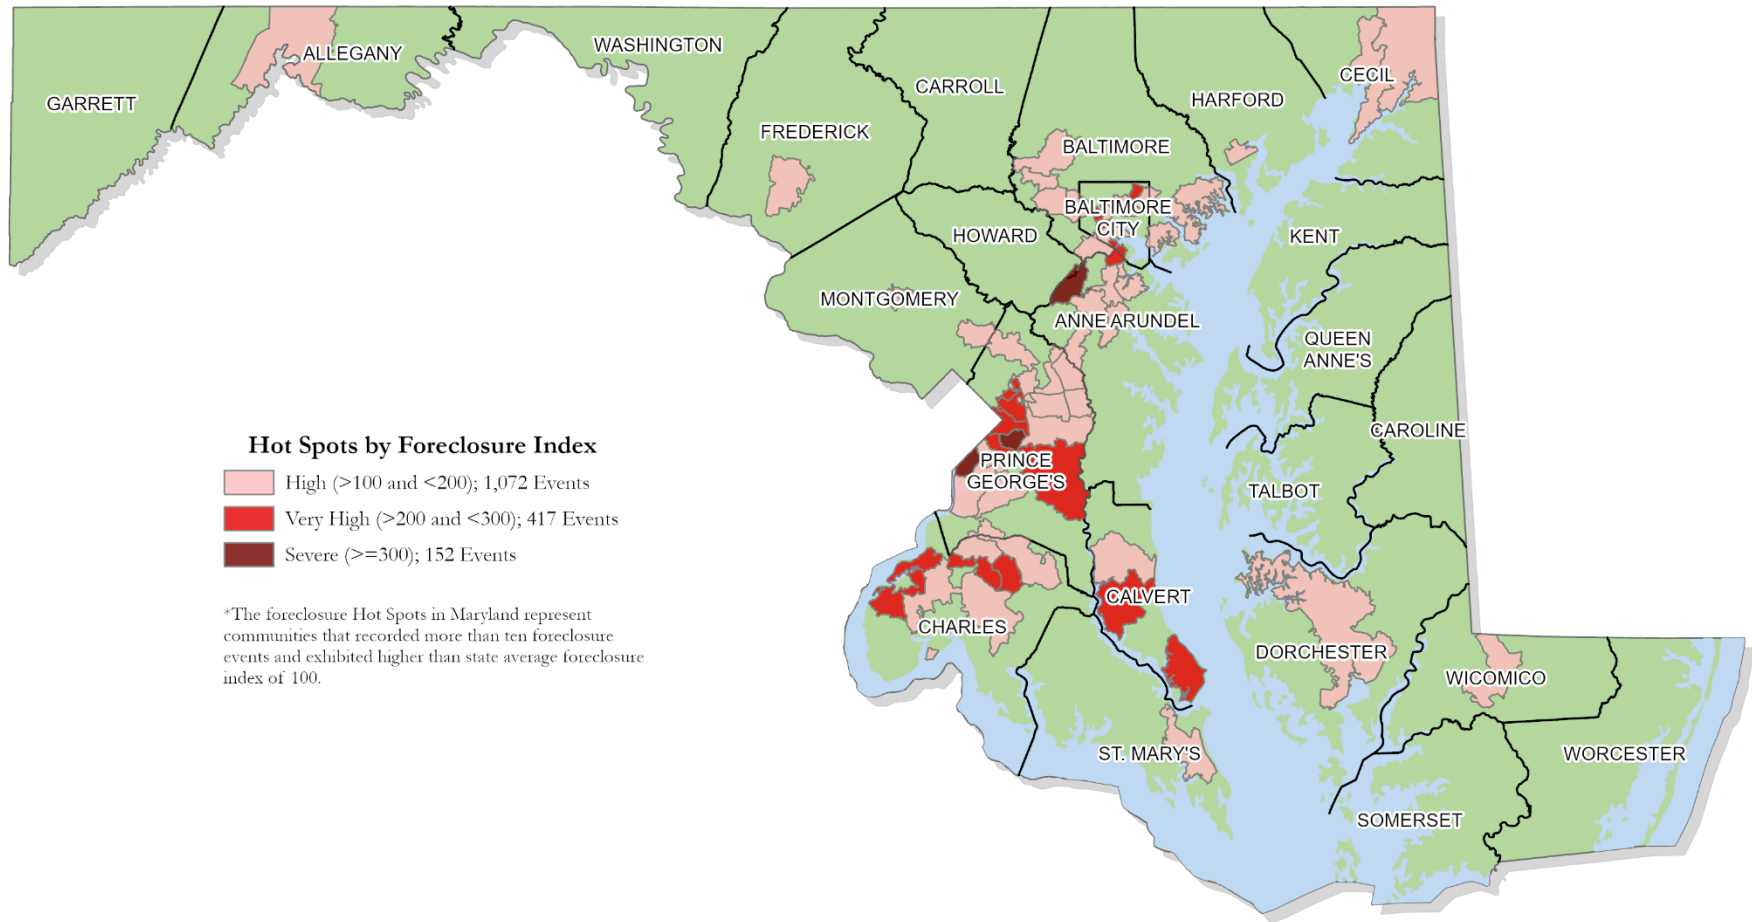 GARRETT
ALLEGANY
WASHINGTON
FREDERICK
CARROLL
BALTIMORE
HARFORD
CECIL
BALTIMORE
CITY
HOWARD
KENT
MONTGOMERY
ANNE ARUNDEL
QUEEN
ANNE'S
CAROLINE
PRINCE
GEORGE'S
TALBOT
CALVERT
CHARLES
DORCHESTER
WICOMICO
ST. MARY'S
WORCESTER
SOMERSET
Hot Spots by Foreclosure Index
High (>100 and <200); 1,072 Events
Very High (>200 and <300); 417 Events
Severe (>=300); 152 Events
*The foreclosure Hot Spots in Maryland represent
communities that recorded more than ten foreclosure
events and exhibited higher than state average foreclosure
index of 100.